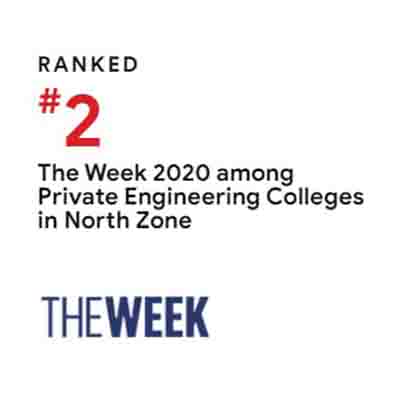 RANKED
#2
The Week 2020 among
Private Engineering Colleges
in North Zone
THEWEEK